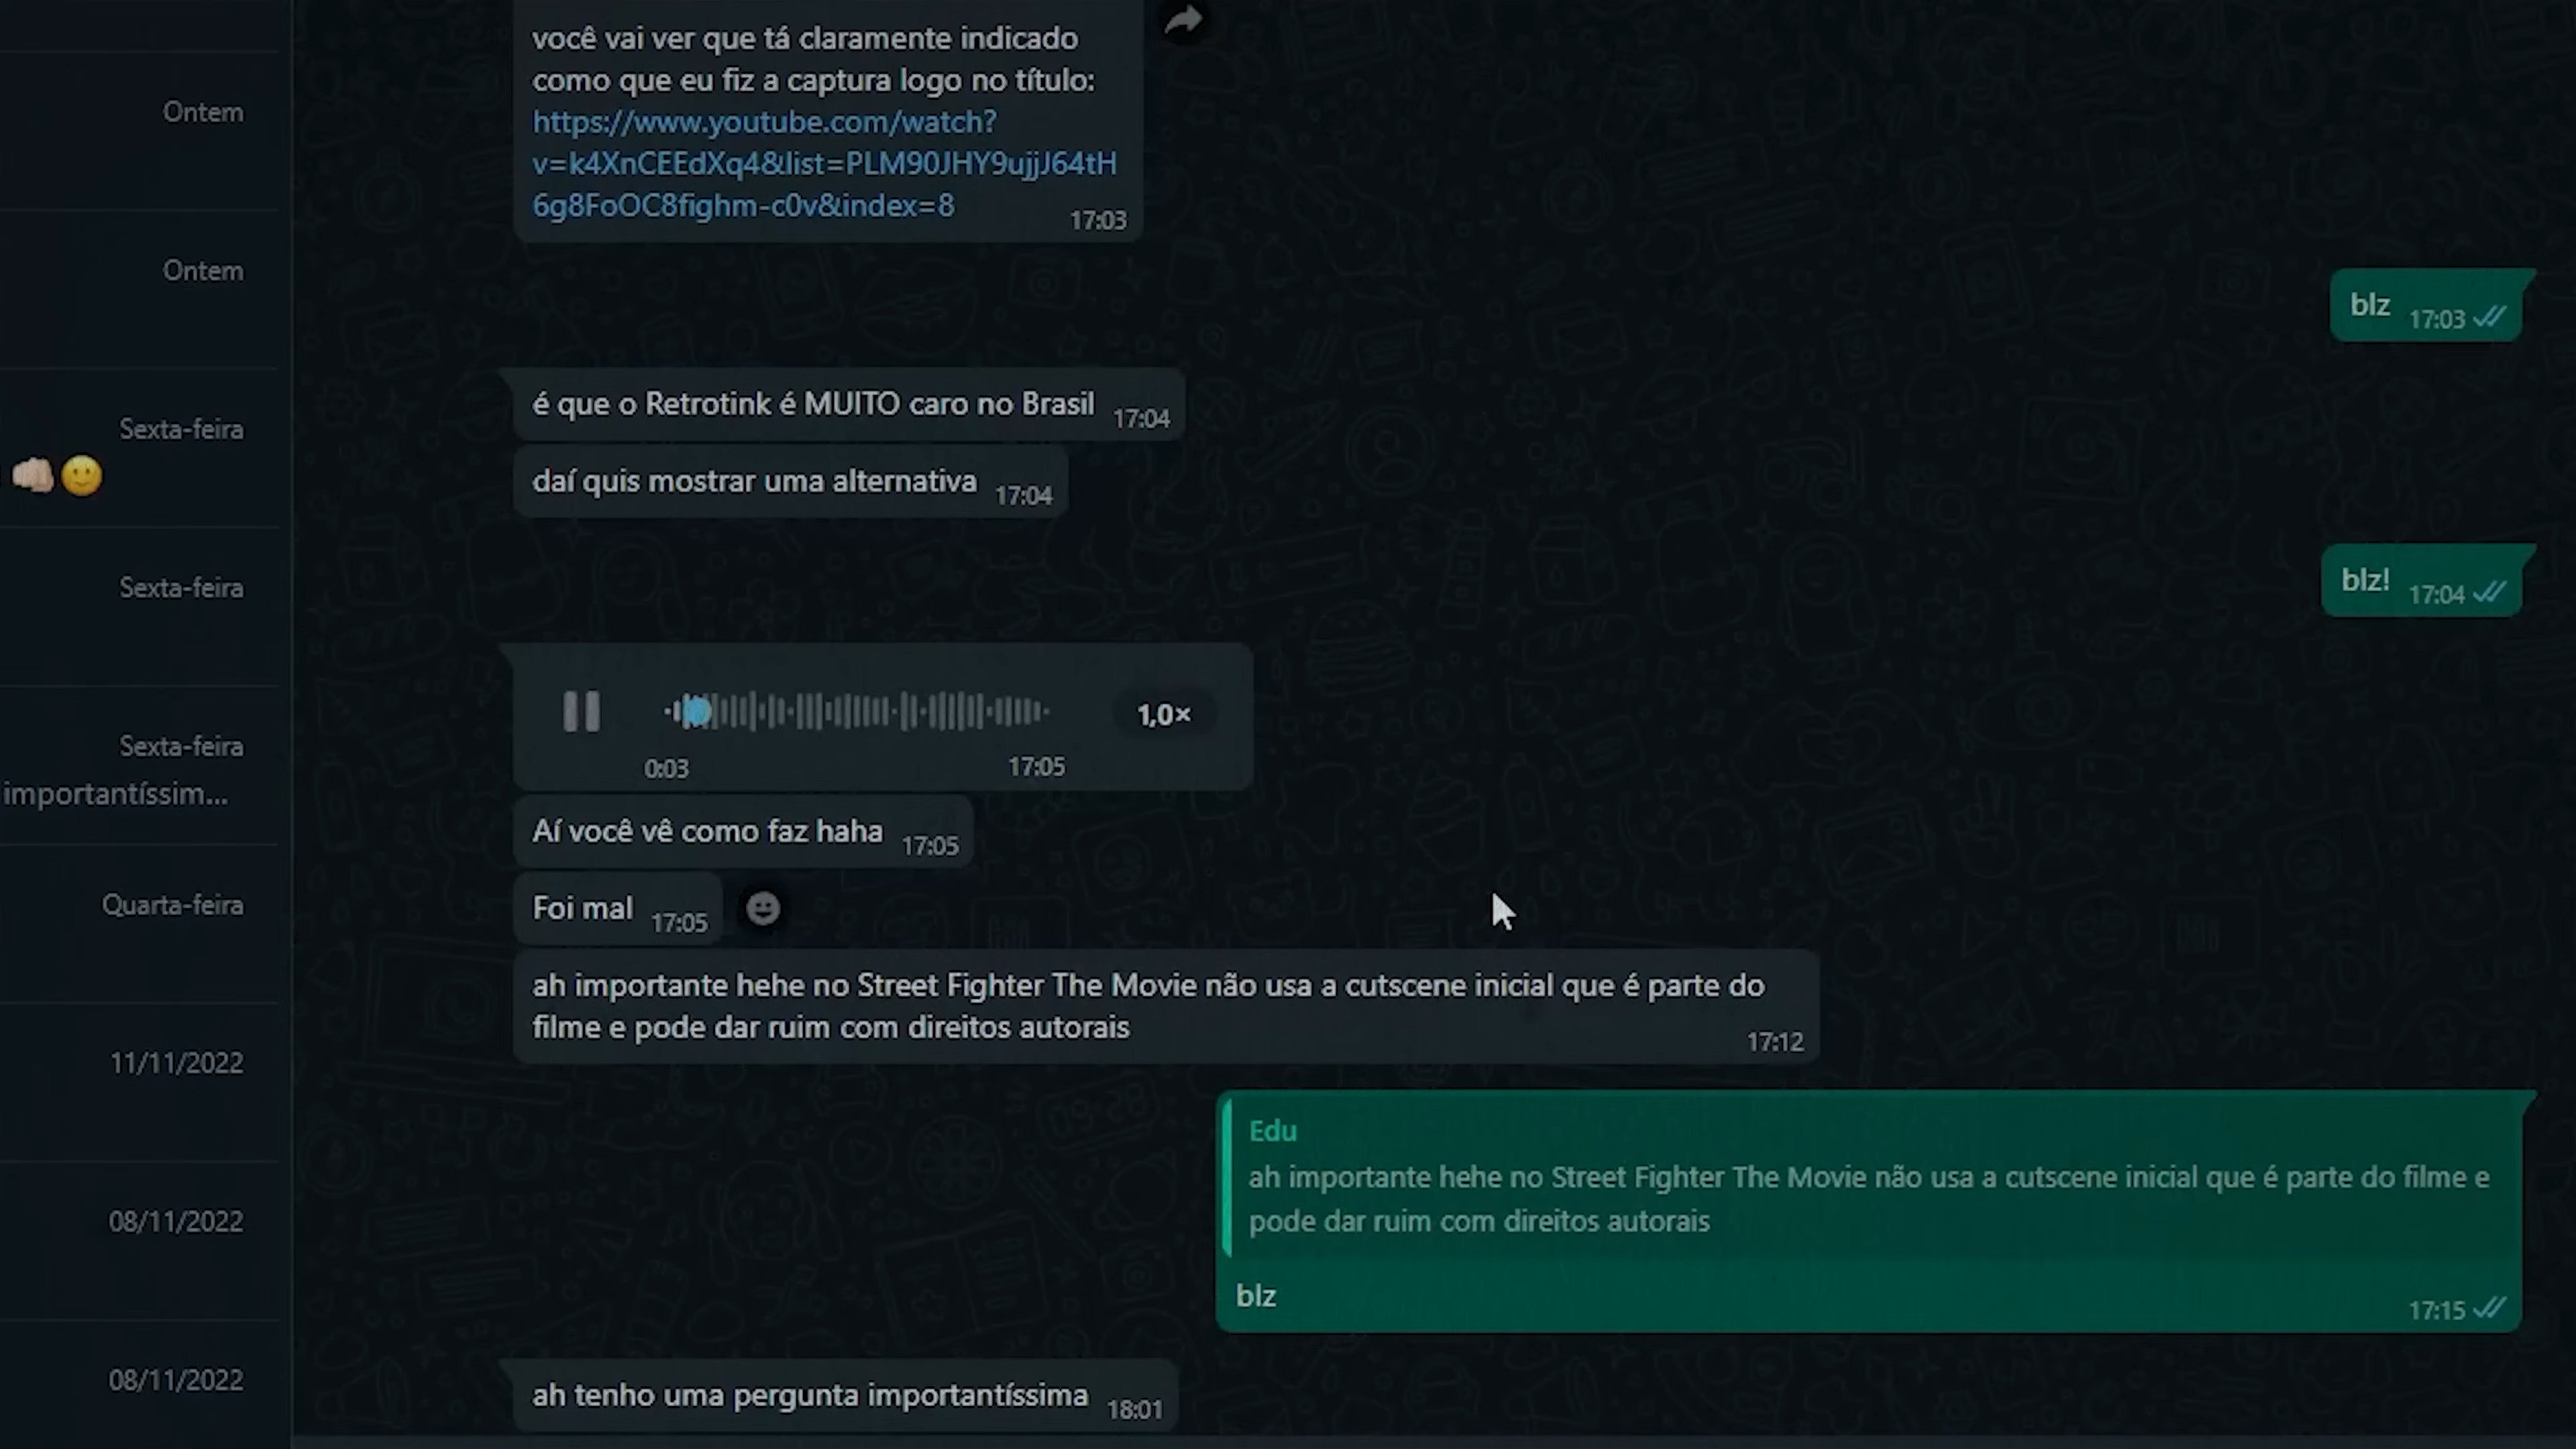 Ontem
Ontem
Sexta-feira
Sexta-feira
Sexta-feira
importantíssim...
Quarta-feira
11/11/2022
08/11/2022
08/11/2022
você vai ver que tá claramente indicado
como que eu fiz a captura logo no título:
https://www.youtube.com/watch?
v=k4XnCEEdXq4&list=PLM90JHY9ujjJ64tH
6g8FoOC8fighm-c0v&index=8
17:03
blz 17:03
é que o Retrotink é MUITO caro no Brasil 17:04
daí quis mostrar uma alternativa 17:04
blz! 17:04
1,0×
0:03 17:05
Aí você vê como faz haha 17:05
Foi mal 17:05
ah importante hehe no Street Fighter The Movie não usa a cutscene inicial que é parte do
filme e pode dar ruim com direitos autorais
17:12
Edu
ah importante hehe no Street Fighter The Movie não usa a cutscene inicial que é parte do filme e
pode dar ruim com direitos autorais
blz
17:15
ah tenho uma pergunta importantíssima 18:01